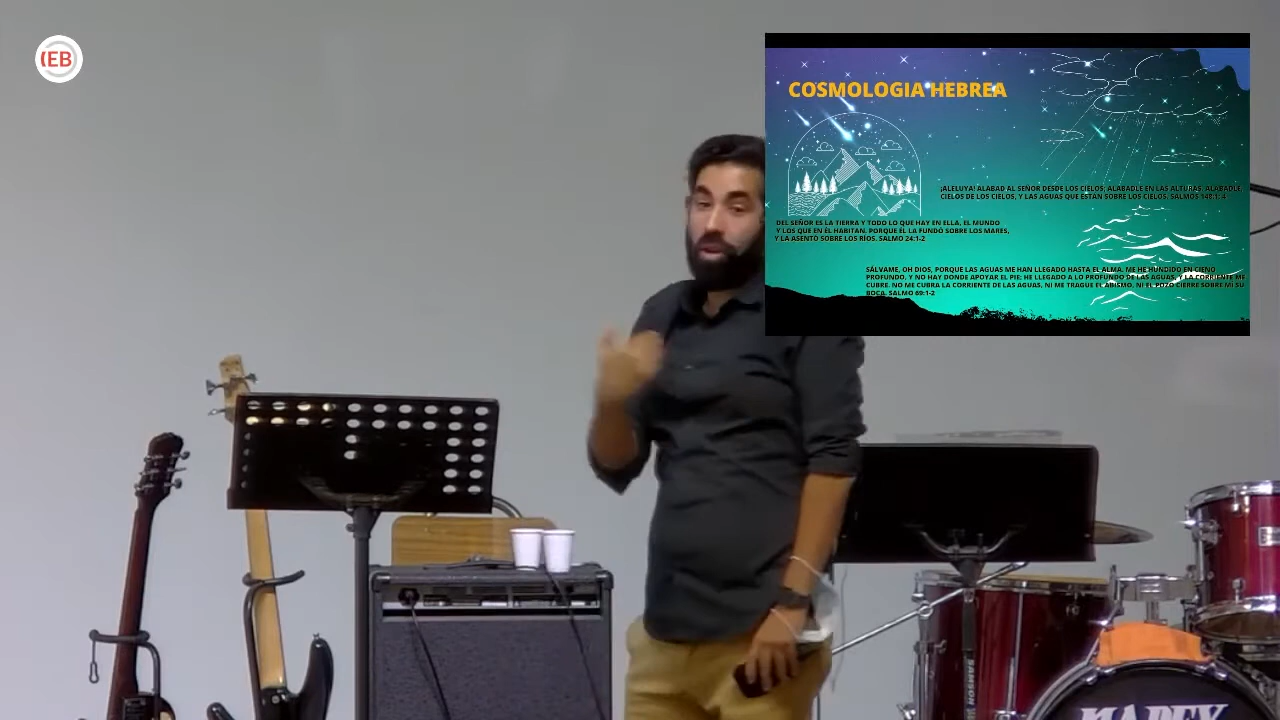 (EB
COSMOLOGIA HEBREA
¡ALELUYA! ALABAD AL SEÑOR DESDE LOS CIELOS; ALABADLE EN LAS ALTURAS. ALABADLE,
CIELOS DE LOS CIELOS, Y LAS AGUAS QUE ESTÁN SOBRE LOS CIELOS. SALMOS 148:1; 4
DEL SEÑOR ES LA TIERRA Y TODO LO QUE HAY EN ELLA, EL MUNDO
Y LOS QUE EN ÉL HABITAN. PORQUE ÉL LA FUNDÓ SOBRE LOS MARES,
Y LA ASENTÓ SOBRE LOS RÍOS. SALMO 24:1-2
SÁLVAME, OH DIOS, PORQUE LAS AGUAS ME HAN LLEGADO HASTA EL ALMA. ME HE HUNDIDO EN CIENO
PROFUNDO, Y NO HAY DONDE APOYAR EL PIE; HE LLEGADO A LO PROFUNDO DE LAS AGUAS, Y LA CORRIENTE ME
CUBRE. NO ME CUBRA LA CORRIENTE DE LAS AGUAS, NI ME TRAGUE EL ABISMO, NI EL POZO CIERRE SOBRE MÍ SU
BOCA. SALMO 69:1-2
SAMSON
MAPEX